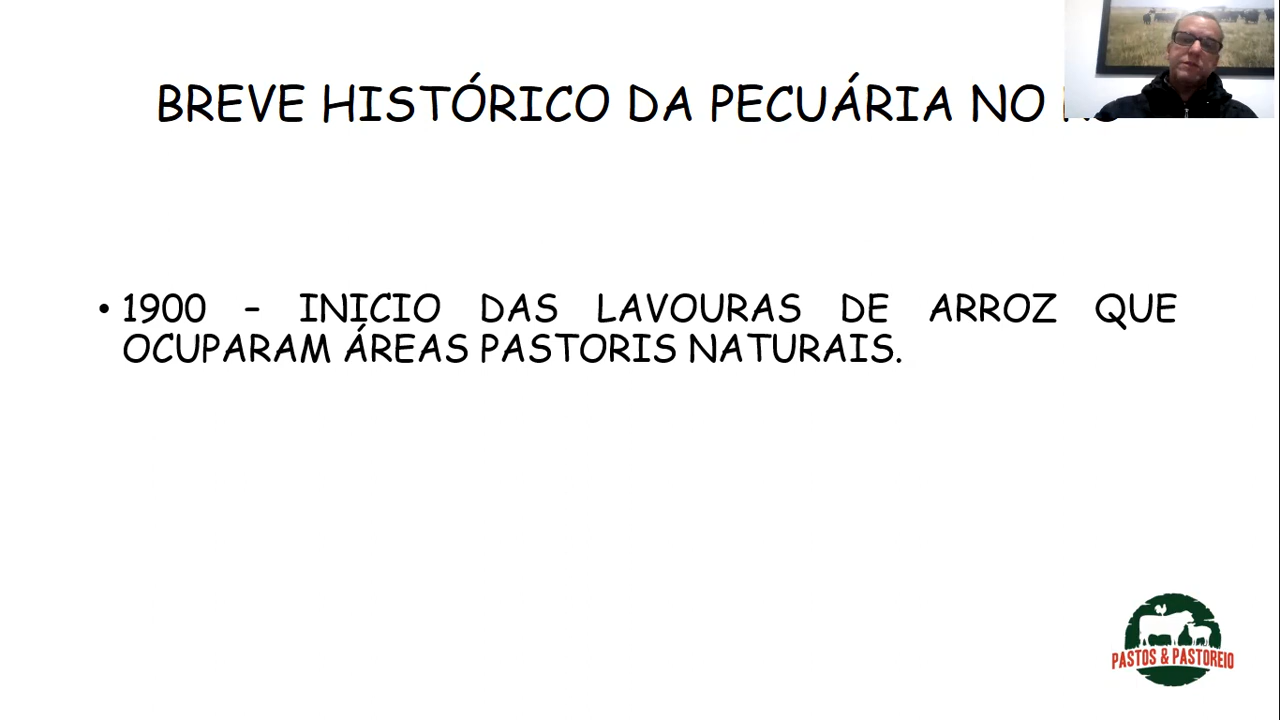 BREVE HISTÓRICO DA PECUÁRIA NO
• 1900 – INICIO DAS LAVOURAS DE ARROZ QUE
OCUPARAM ÁREAS PASTORIS NATURAIS.
PASTOS & PASTOREIO